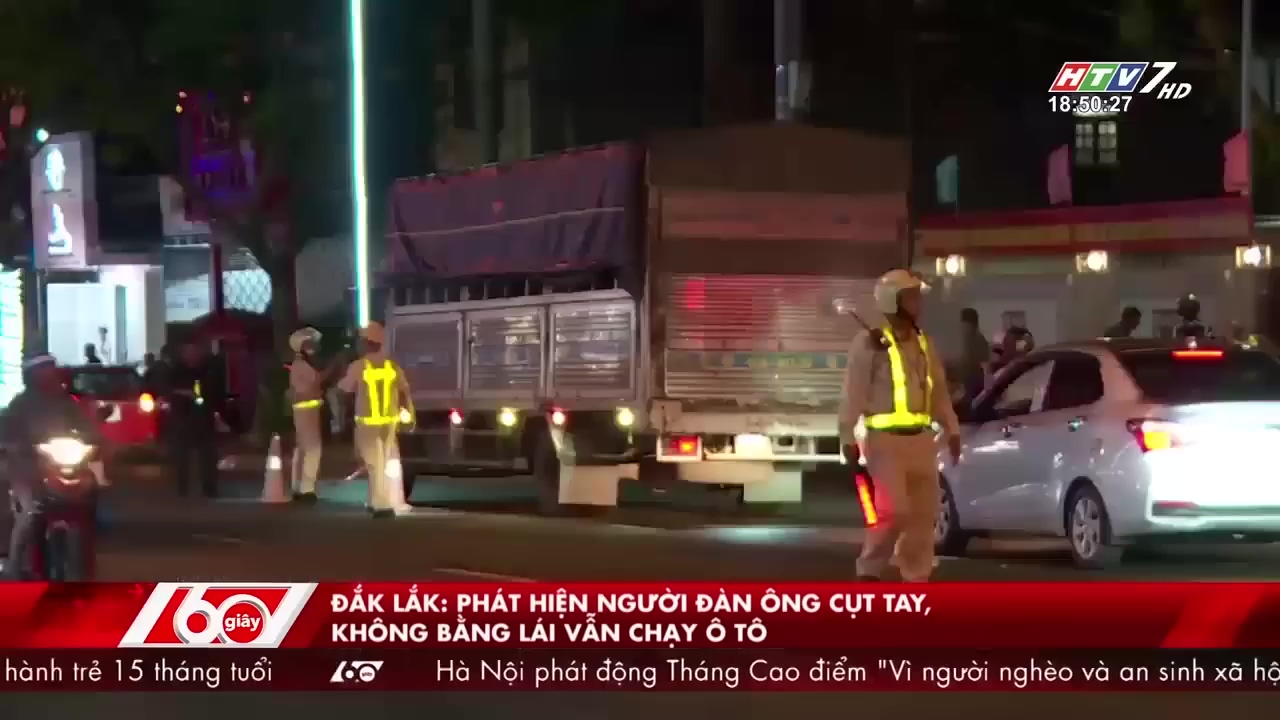 HTV7 HD
18:50:27
60 giây
ĐẮK LẮK: PHÁT HIỆN NGƯỜI ĐÀN ÔNG CỤT TAY,
KHÔNG BẰNG LÁI VẪN CHẠY Ô TÔ
hành trẻ 15 tháng tuổi 60 giây Hà Nội phát động Tháng Cao điểm "Vì người nghèo và an sinh xã hộ